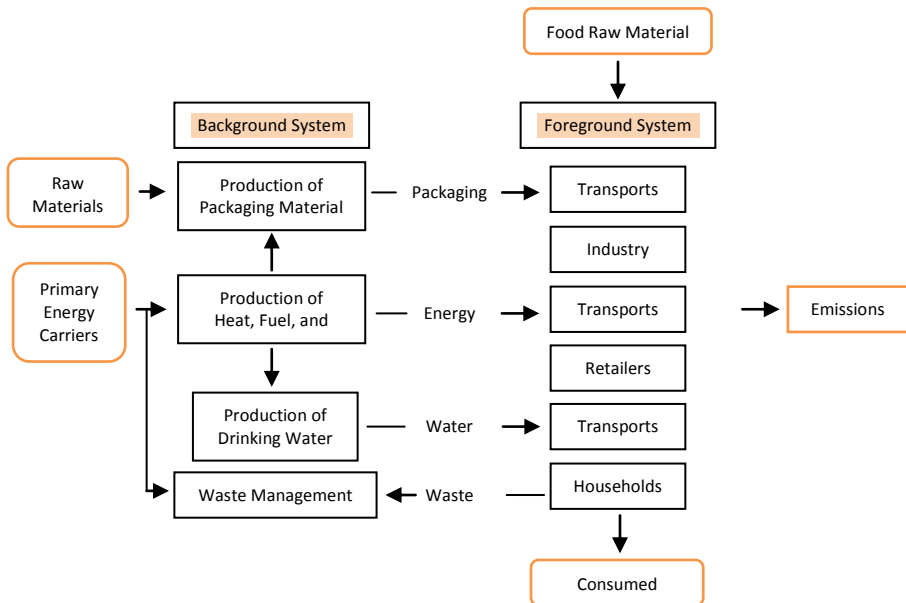 Food Raw Material
Background System
Foreground System
Raw
Materials
Production of
Packaging Material
Packaging
Transports
Industry
Primary
Energy
Carriers
Production of
Heat, Fuel, and
Energy
Transports
Emissions
Retailers
Production of
Drinking Water
Water
Transports
Waste Management
Waste
Households
Consumed